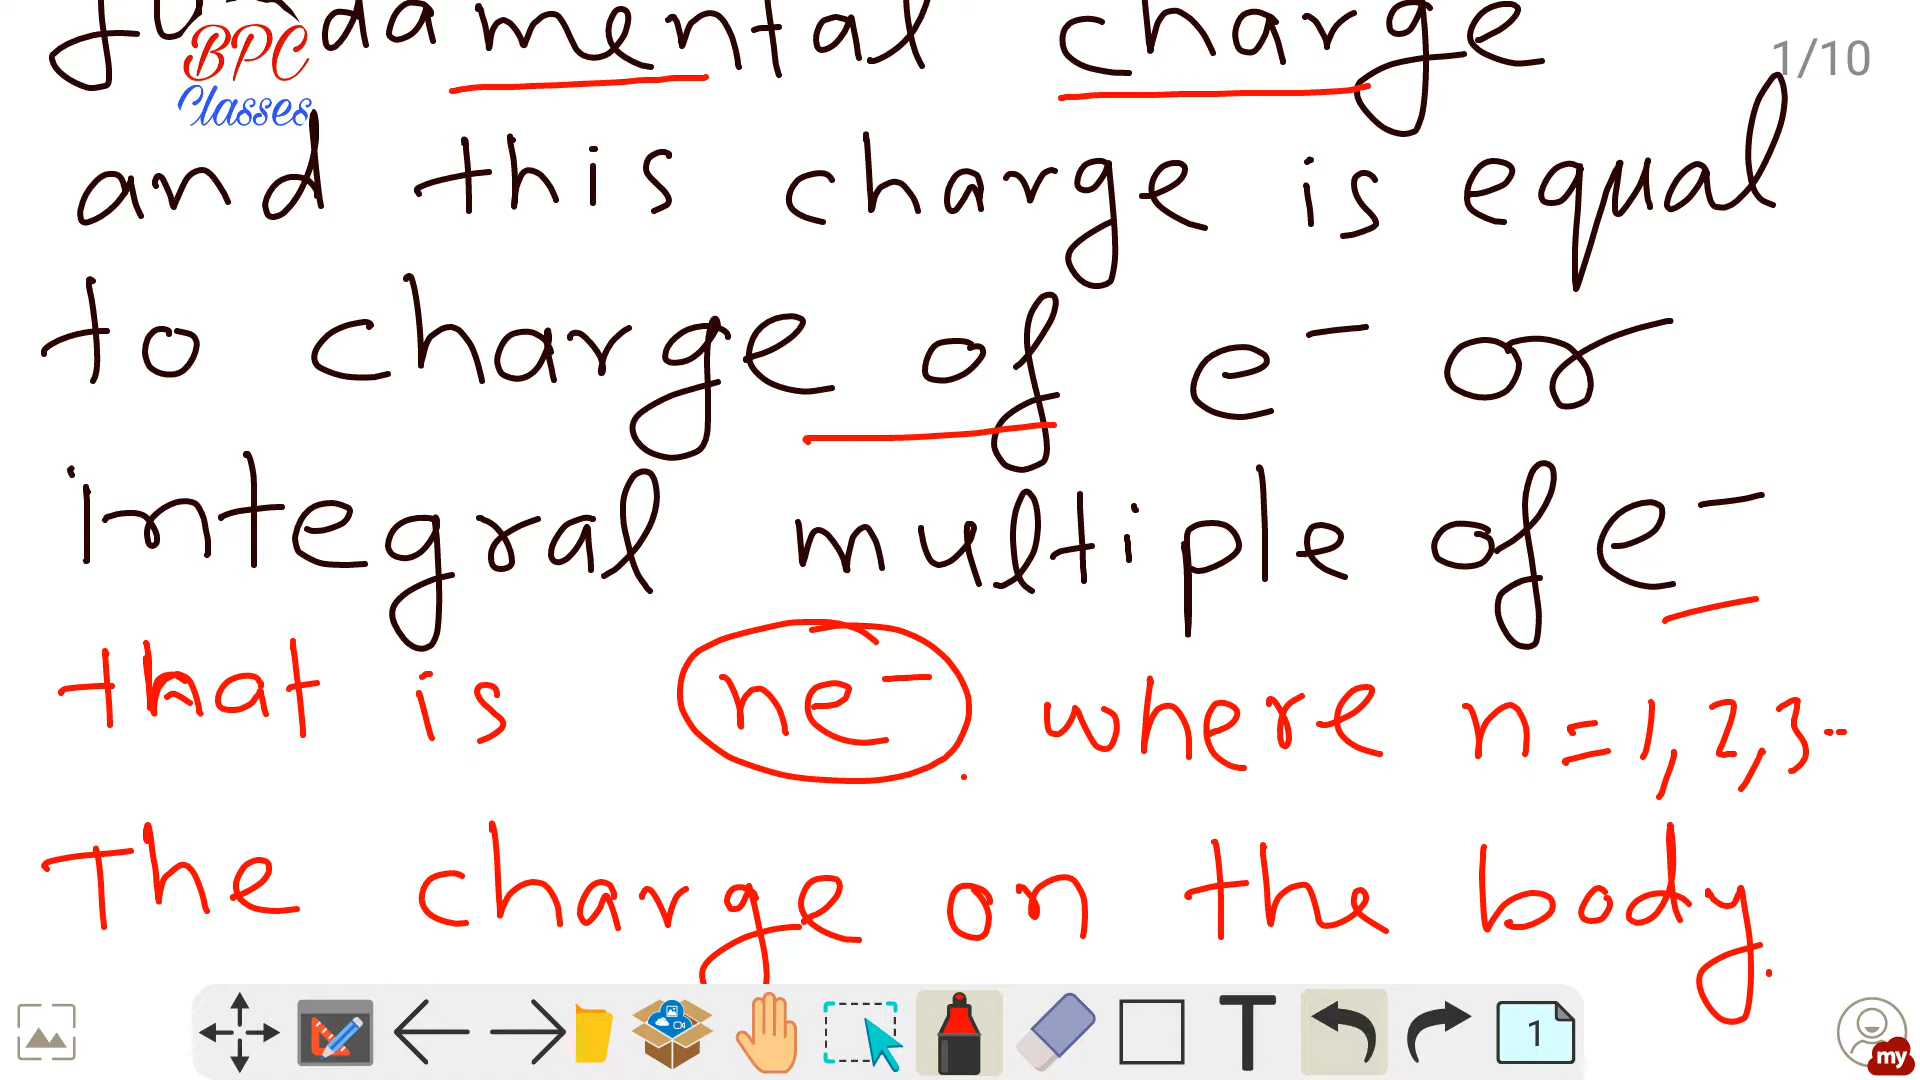 fundamental charge
BPC
Classes
1/10
and this charge is equal
to charge of e⁻ or
integral multiple of e⁻
that is ne⁻. where n = 1, 2, 3--
The charge on the body.
T
1
my